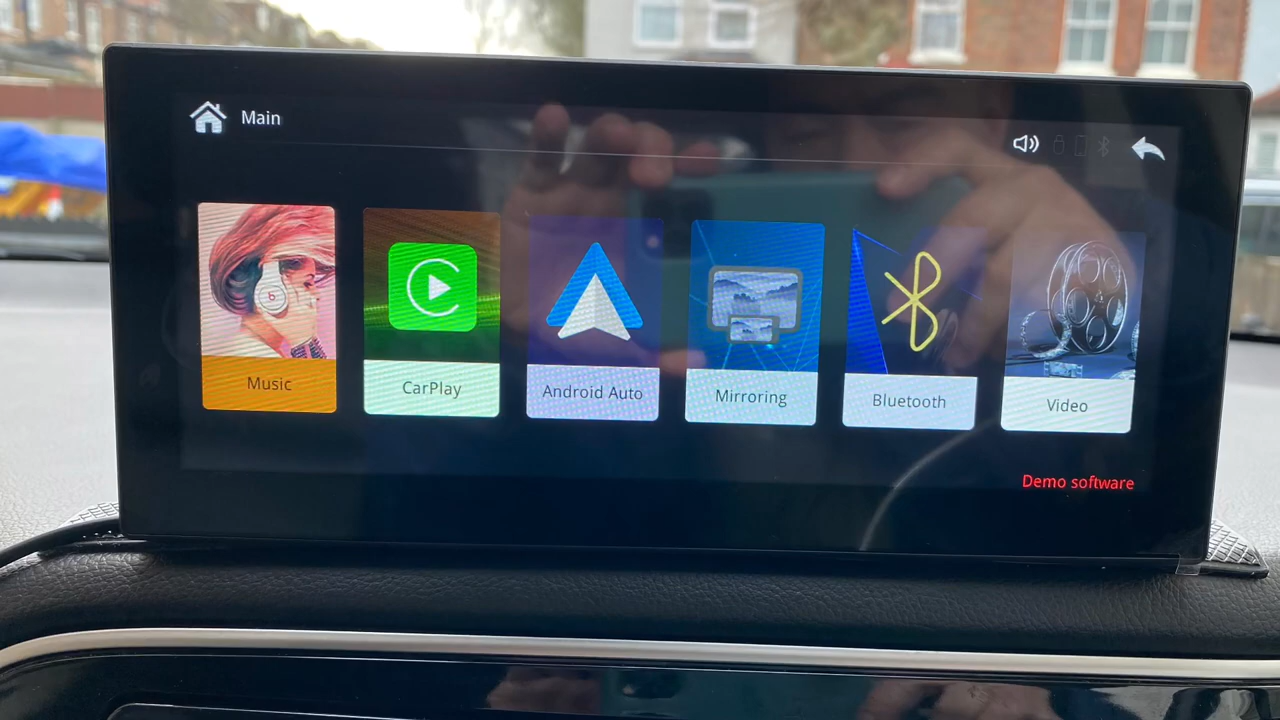 Main
Music
CarPlay
Android Auto
Mirroring
Bluetooth
Video
Demo software